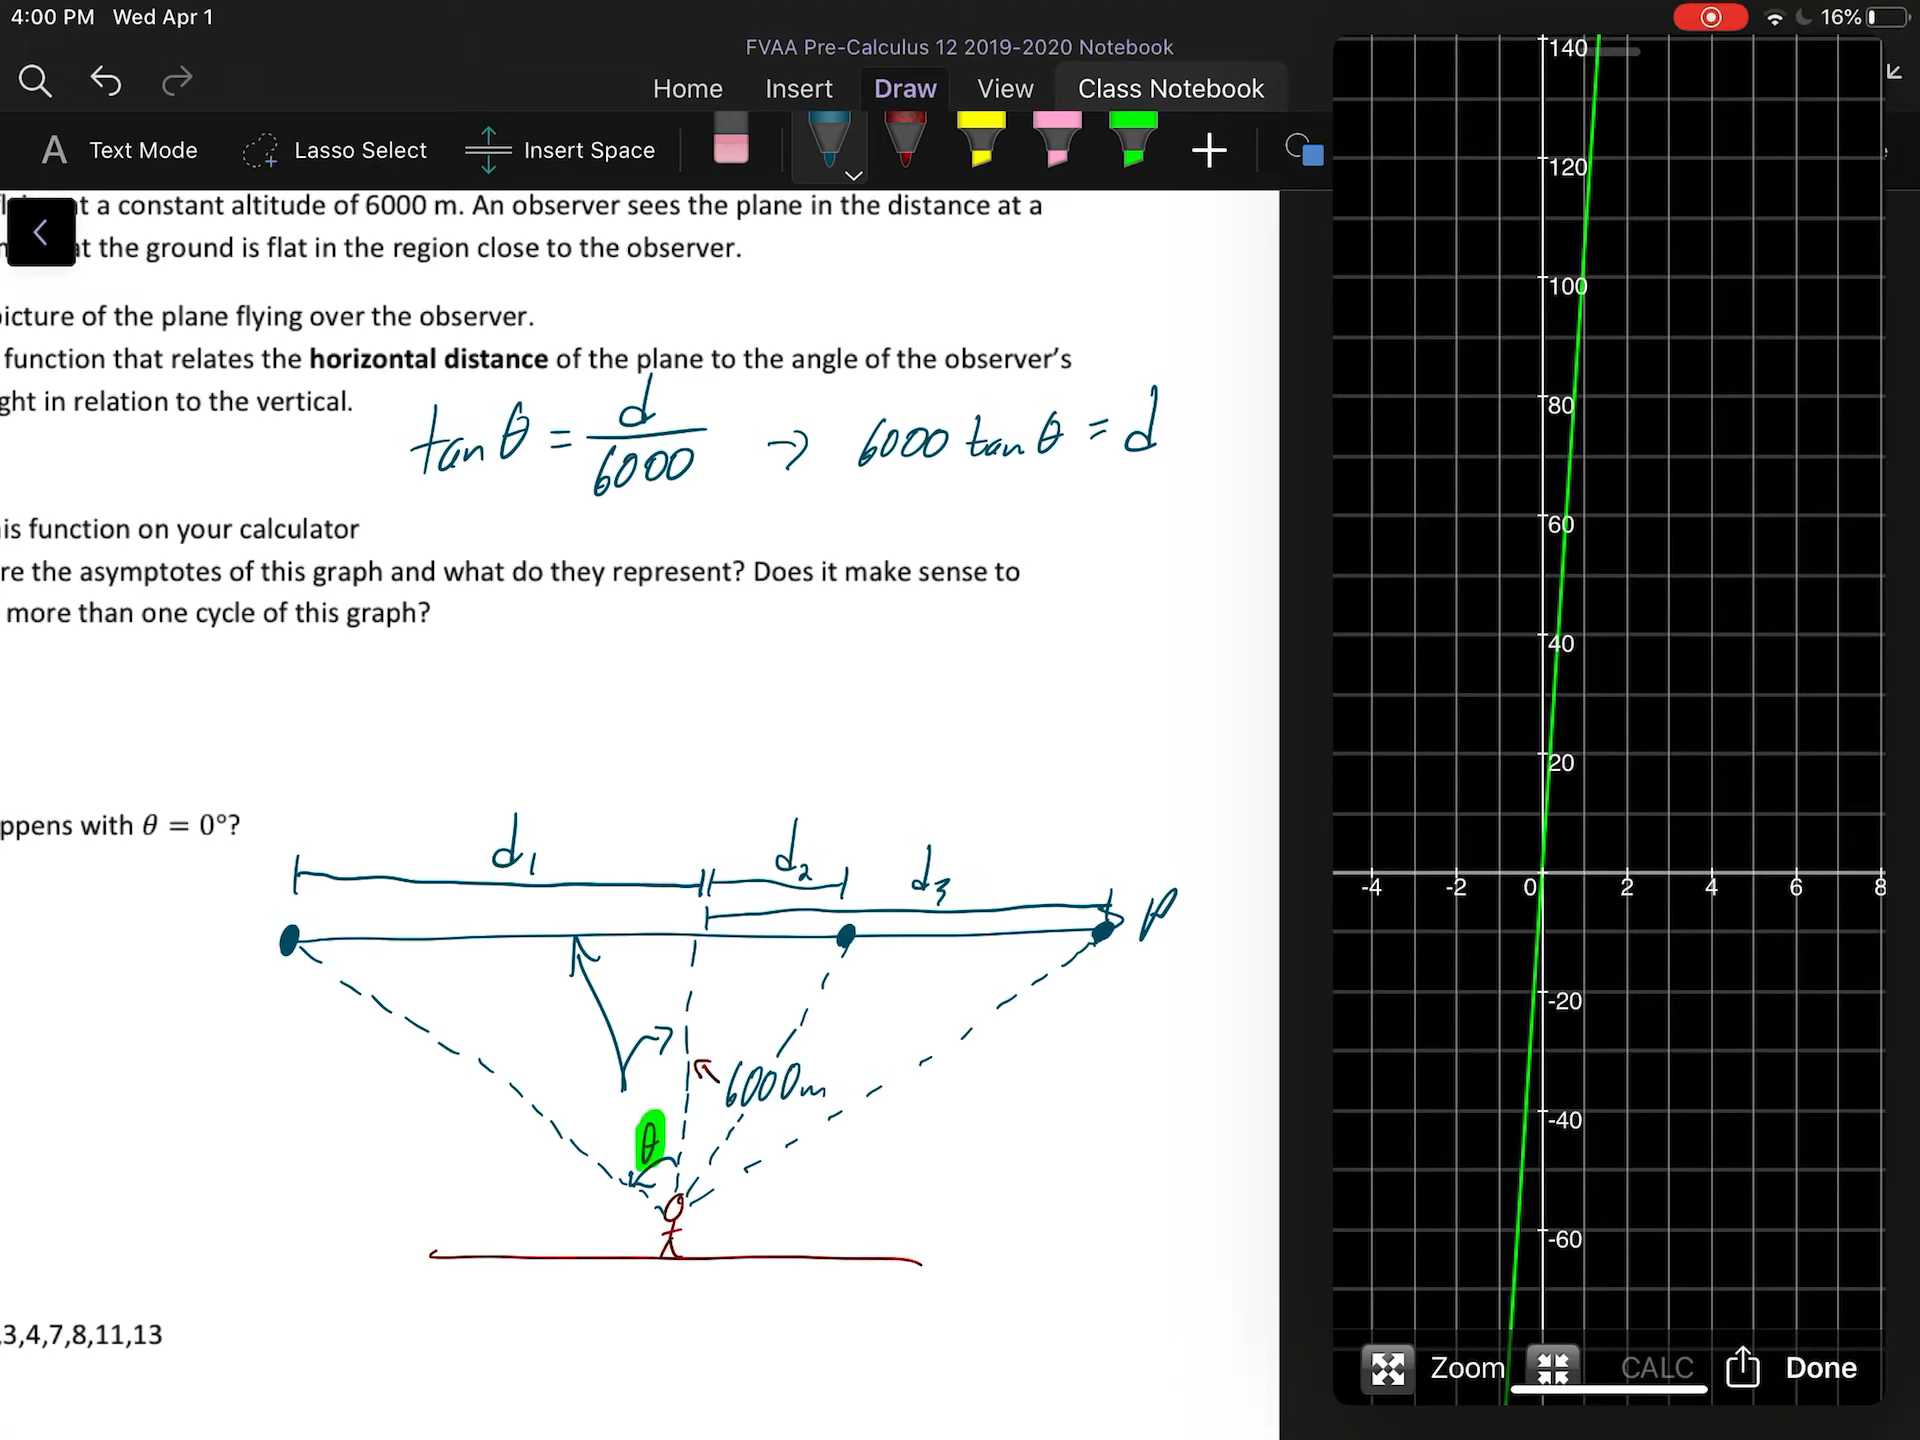 4:00 PM Wed Apr 1
16%
FVAA Pre-Calculus 12 2019-2020 Notebook
Home Insert Draw View Class Notebook
A Text Mode Lasso Select Insert Space
t a constant altitude of 6000 m. An observer sees the plane in the distance at a
at the ground is flat in the region close to the observer.
picture of the plane flying over the observer.
function that relates the horizontal distance of the plane to the angle of the observer's
ght in relation to the vertical.
tan θ = d/6000 → 6000 tan θ = d
is function on your calculator
re the asymptotes of this graph and what do they represent? Does it make sense to
more than one cycle of this graph?
ppens with θ = 0°?
d₁ d₂ d₃
6000m
θ
,3,4,7,8,11,13
140
120
100
80
60
40
20
-4 -2 0 2 4 6 8
-20
-40
-60
Zoom CALC Done